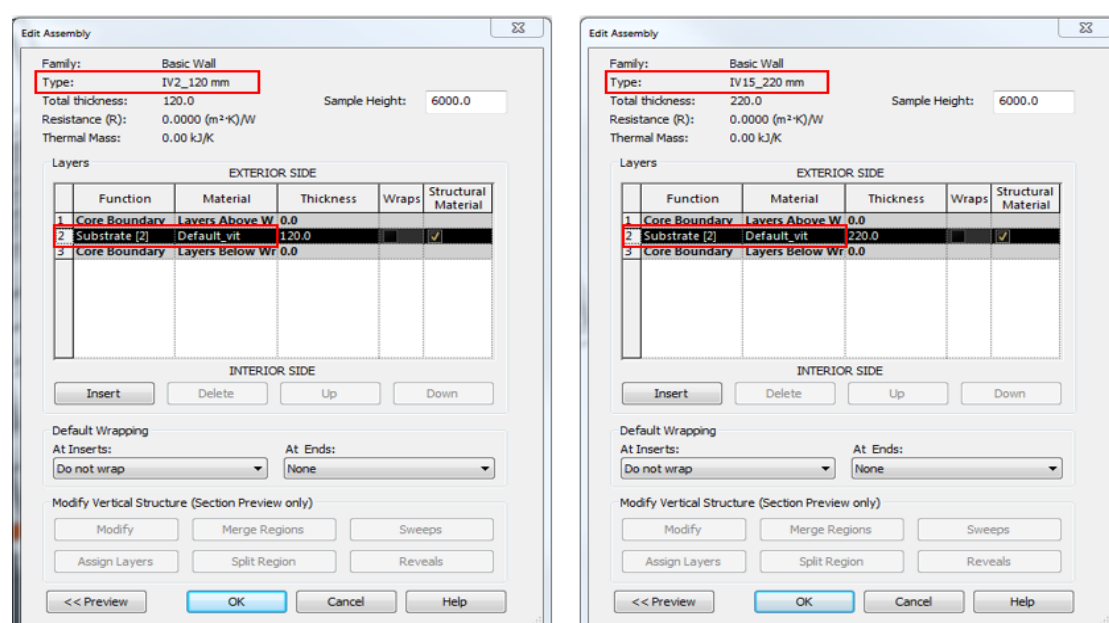 Edit Assembly
Family: Basic Wall
Type: IV2_120 mm
Total thickness: 120.0 Sample Height: 6000.0
Resistance (R): 0.0000 (m²·K)/W
Thermal Mass: 0.00 kJ/K
Layers
EXTERIOR SIDE
Function Material Thickness Wraps Structural Material
1 Core Boundary Layers Above W 0.0
2 Substrate [2] Default_vit 120.0
3 Core Boundary Layers Below Wr 0.0
INTERIOR SIDE
Insert Delete Up Down
Default Wrapping
At Inserts: At Ends:
Do not wrap None
Modify Vertical Structure (Section Preview only)
Modify Merge Regions Sweeps
Assign Layers Split Region Reveals
<< Preview OK Cancel Help
Edit Assembly
Family: Basic Wall
Type: IV15_220 mm
Total thickness: 220.0 Sample Height: 6000.0
Resistance (R): 0.0000 (m²·K)/W
Thermal Mass: 0.00 kJ/K
Layers
EXTERIOR SIDE
Function Material Thickness Wraps Structural Material
1 Core Boundary Layers Above W 0.0
2 Substrate [2] Default_vit 220.0
3 Core Boundary Layers Below Wr 0.0
INTERIOR SIDE
Insert Delete Up Down
Default Wrapping
At Inserts: At Ends:
Do not wrap None
Modify Vertical Structure (Section Preview only)
Modify Merge Regions Sweeps
Assign Layers Split Region Reveals
<< Preview OK Cancel Help